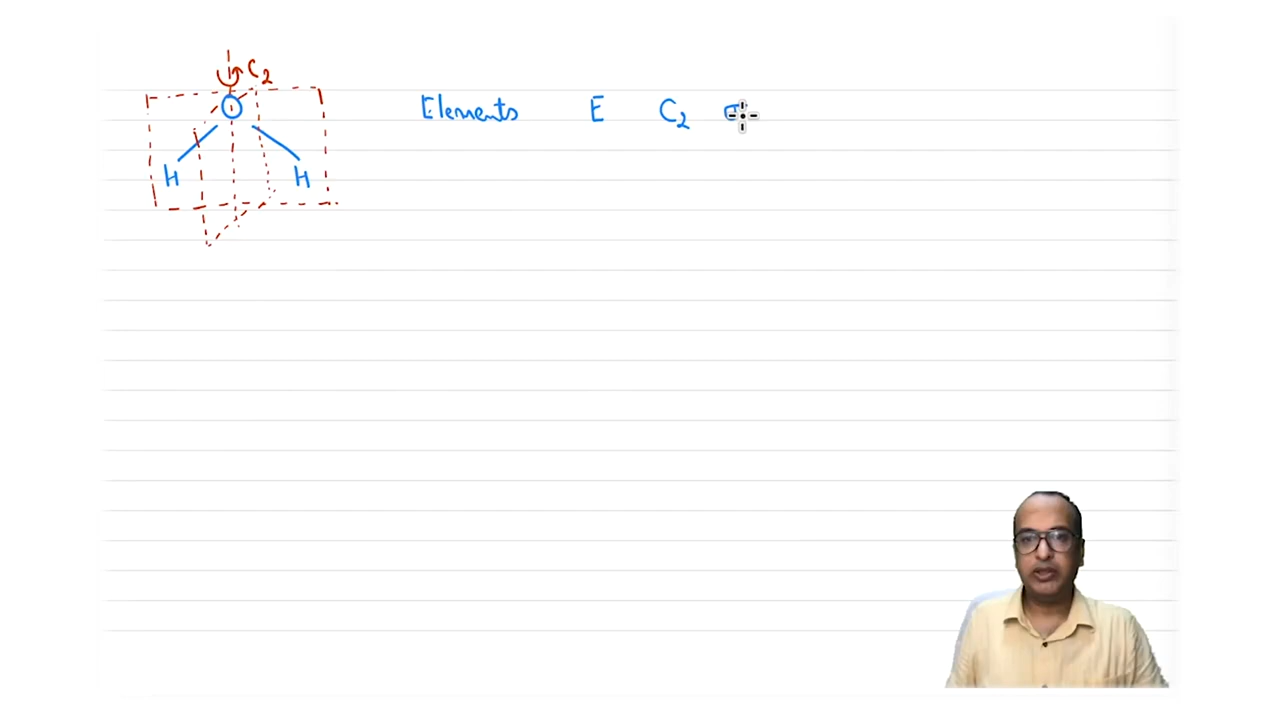 C₂
O
H H
Elements E C₂ σ